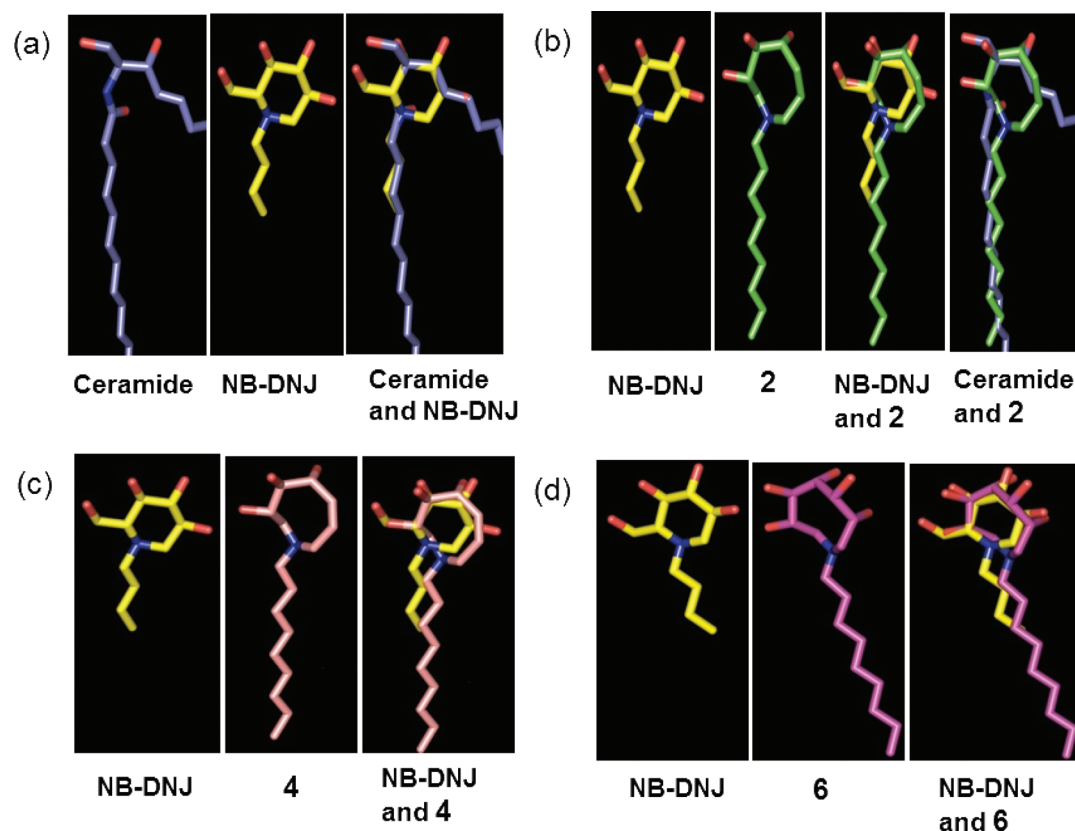 (a)
Ceramide
NB-DNJ
Ceramide
and NB-DNJ
(b)
NB-DNJ
2
NB-DNJ
and 2
Ceramide
and 2
(c)
NB-DNJ
4
NB-DNJ
and 4
(d)
NB-DNJ
6
NB-DNJ
and 6